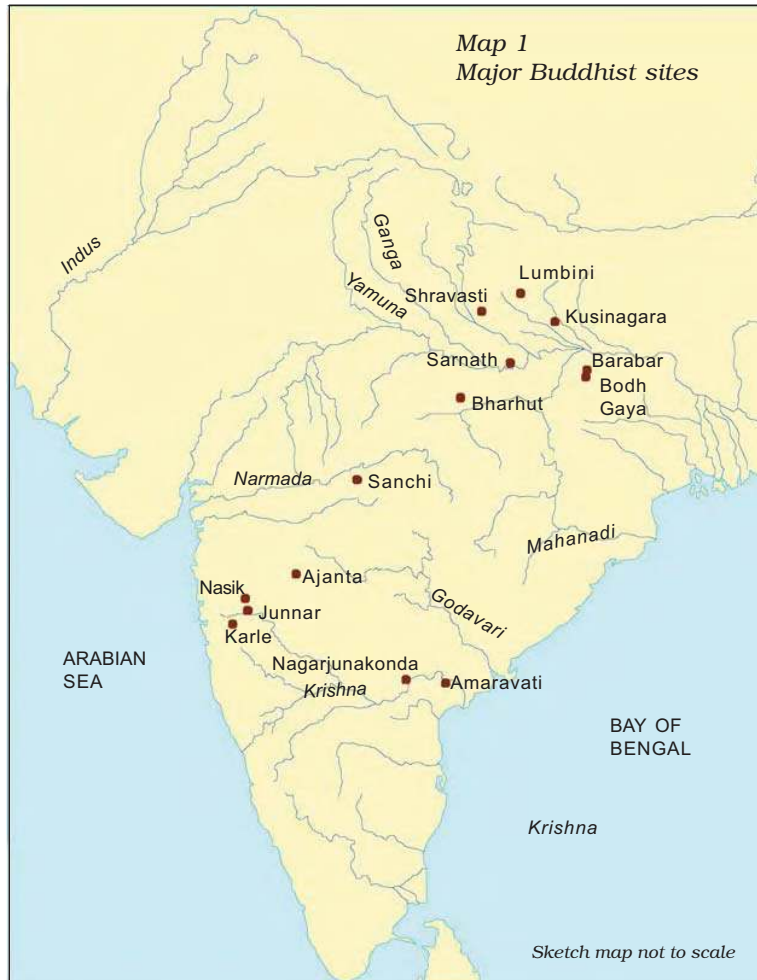 Map 1
Major Buddhist sites
Indus
Ganga
Yamuna
Lumbini
Shravasti
Kusinagara
Sarnath
Barabar
Bodh
Gaya
Bharhut
Narmada
Sanchi
Mahanadi
Ajanta
Nasik
Junnar
Karle
Godavari
ARABIAN
SEA
Nagarjunakonda
Krishna
Amaravati
BAY OF
BENGAL
Krishna
Sketch map not to scale